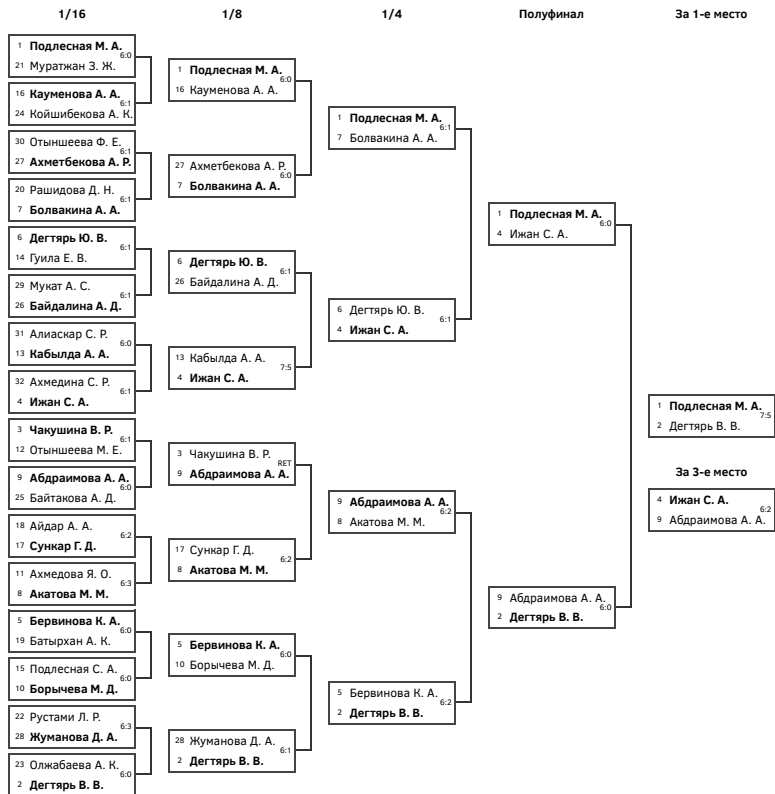 1/16
1/8
1/4
Полуфинал
За 1-е место
1 Подлесная М. А.
6:0
21 Муратжан З. Ж.
16 Кауменова А. А.
6:1
24 Койшибекова А. К.
30 Отыншеева Ф. Е.
6:1
27 Ахметбекова А. Р.
20 Рашидова Д. Н.
6:1
7 Болвакина А. А.
6 Дегтярь Ю. В.
6:1
14 Гуила Е. В.
29 Мукат А. С.
6:1
26 Байдалина А. Д.
31 Алиаскар С. Р.
6:0
13 Кабылда А. А.
32 Ахмедина С. Р.
6:1
4 Ижан С. А.
3 Чакушина В. Р.
6:1
12 Отыншеева М. Е.
9 Абдраимова А. А.
6:0
25 Байтакова А. Д.
18 Айдар А. А.
6:2
17 Сункар Г. Д.
11 Ахмедова Я. О.
6:3
8 Акатова М. М.
5 Бервинова К. А.
6:0
19 Батырхан А. К.
15 Подлесная С. А.
6:0
10 Борычева М. Д.
22 Рустами Л. Р.
6:3
28 Жуманова Д. А.
23 Олжабаева А. К.
6:0
2 Дегтярь В. В.
1 Подлесная М. А.
6:0
16 Кауменова А. А.
27 Ахметбекова А. Р.
6:0
7 Болвакина А. А.
6 Дегтярь Ю. В.
6:1
26 Байдалина А. Д.
13 Кабылда А. А.
7:5
4 Ижан С. А.
3 Чакушина В. Р.
RET
9 Абдраимова А. А.
17 Сункар Г. Д.
6:2
8 Акатова М. М.
5 Бервинова К. А.
6:0
10 Борычева М. Д.
28 Жуманова Д. А.
6:1
2 Дегтярь В. В.
1 Подлесная М. А.
6:1
7 Болвакина А. А.
6 Дегтярь Ю. В.
6:1
4 Ижан С. А.
9 Абдраимова А. А.
6:2
8 Акатова М. М.
5 Бервинова К. А.
6:2
2 Дегтярь В. В.
1 Подлесная М. А.
6:0
4 Ижан С. А.
9 Абдраимова А. А.
6:0
2 Дегтярь В. В.
1 Подлесная М. А.
7:5
2 Дегтярь В. В.
За 3-е место
4 Ижан С. А.
6:2
9 Абдраимова А. А.